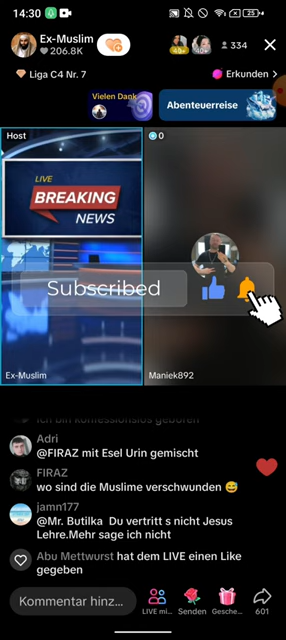 14:30
25
Ex-Muslim
206.8K
40+
40+
334
Liga C4 Nr. 7
Erkunden >
Vielen Dank
Abenteuerreise
Host
0
LIVE
BREAKING
NEWS
Subscribed
Ex-Muslim
Maniek892
ich bin konfessionslos geboren
Adri
@FIRAZ mit Esel Urin gemischt
FIRAZ
wo sind die Muslime verschwunden 😅
jamn177
@Mr. Butilka Du vertritt s nicht Jesus
Lehre.Mehr sage ich nicht
Abu Mettwurst hat dem LIVE einen Like
gegeben
Kommentar hinz...
LIVE mi...
Senden
Gesche...
601